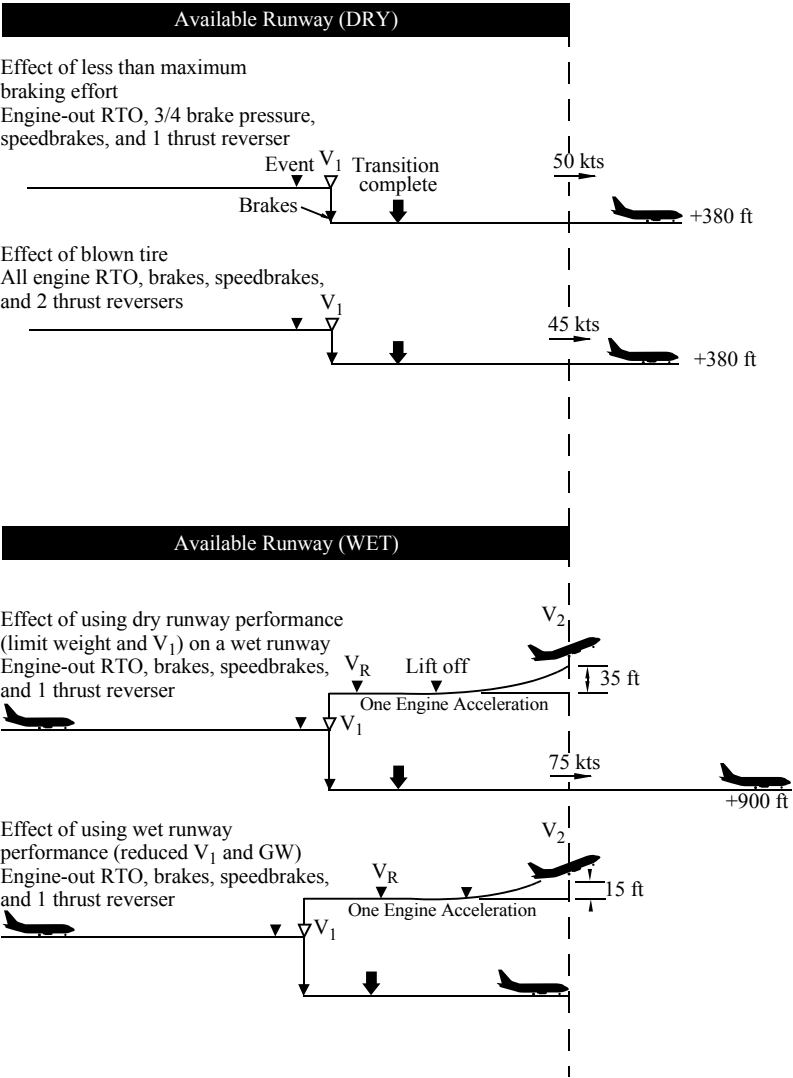 Available Runway (DRY)
Effect of less than maximum
braking effort
Engine-out RTO, 3/4 brake pressure,
speedbrakes, and 1 thrust reverser
Event V1 Transition
complete
50 kts
Brakes
+380 ft
Effect of blown tire
All engine RTO, brakes, speedbrakes,
and 2 thrust reversers
V1
45 kts
+380 ft
Available Runway (WET)
Effect of using dry runway performance
(limit weight and V1) on a wet runway
Engine-out RTO, brakes, speedbrakes,
and 1 thrust reverser
V2
VR
Lift off
35 ft
One Engine Acceleration
V1
75 kts
+900 ft
Effect of using wet runway
performance (reduced V1 and GW)
Engine-out RTO, brakes, speedbrakes,
and 1 thrust reverser
V2
VR
15 ft
One Engine Acceleration
V1